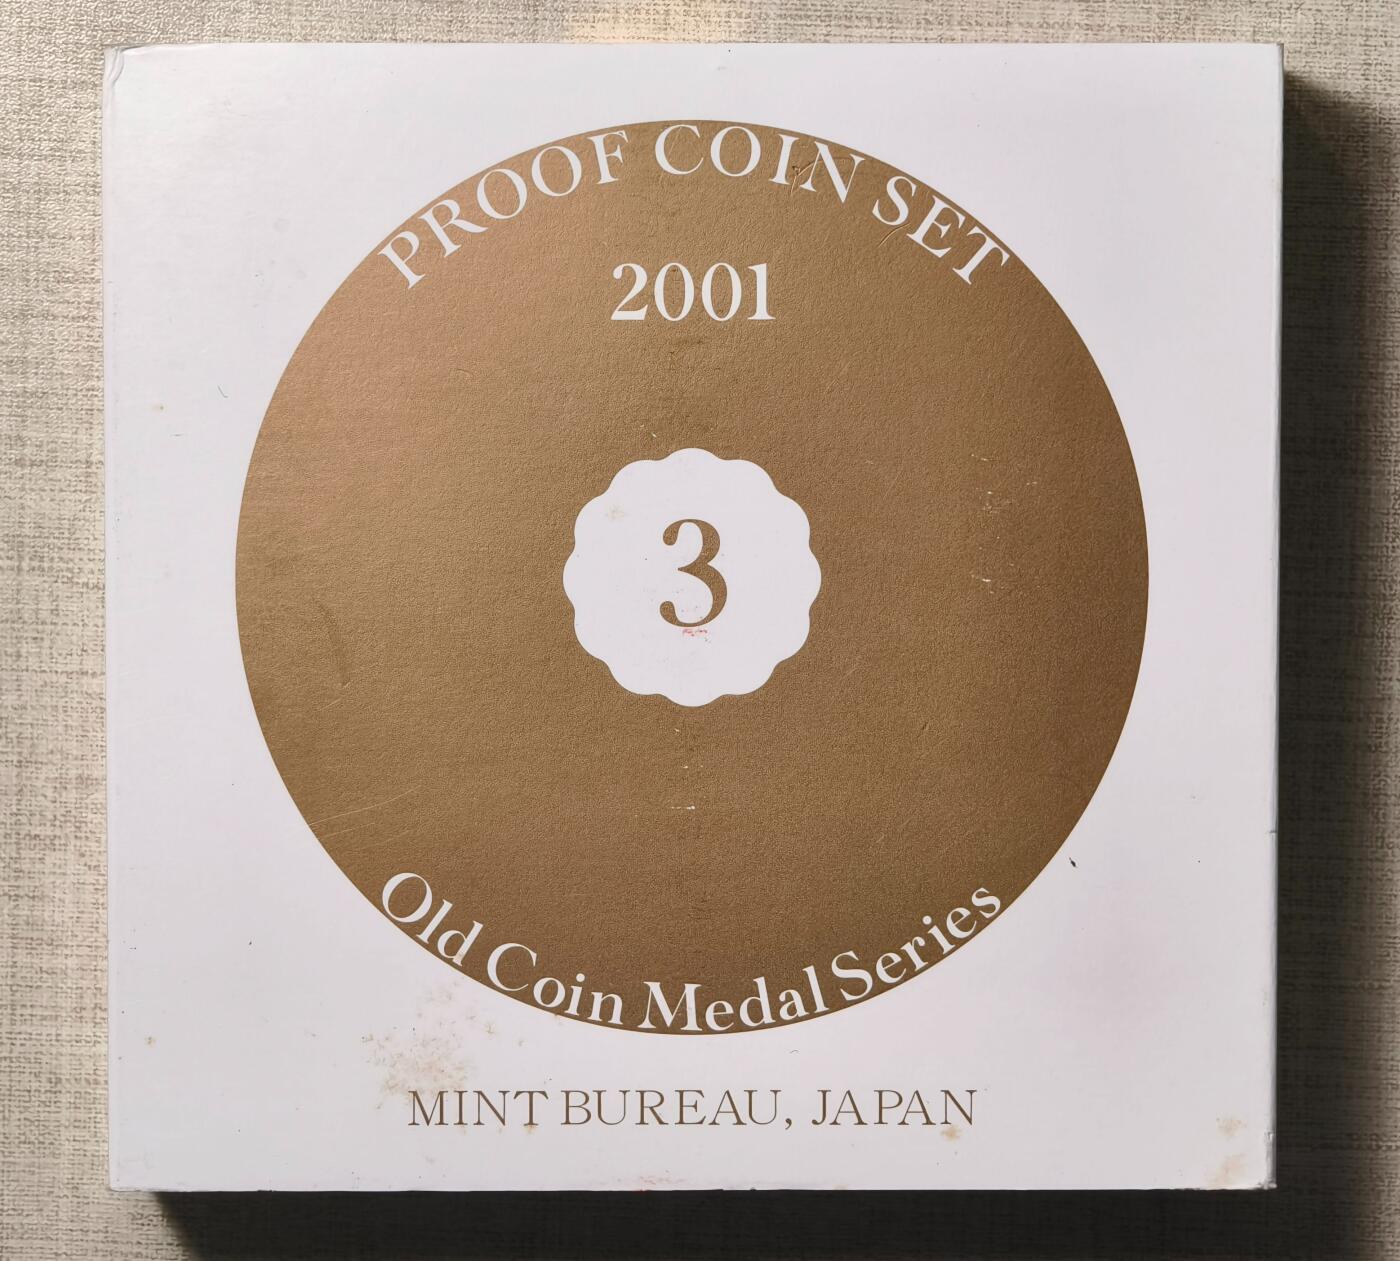 PROOF COIN SET
2001
3
Old Coin Medal Series
MINT BUREAU, JAPAN